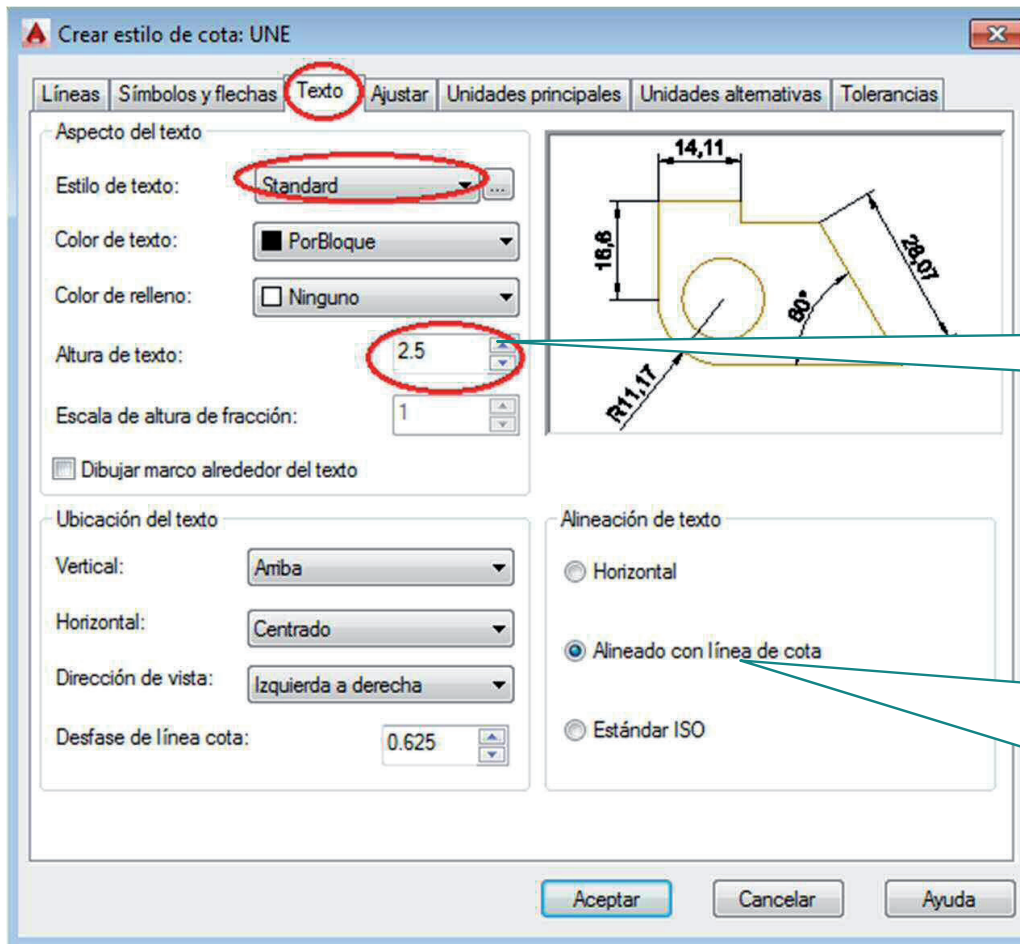 Crear estilo de cota: UNE
Líneas Símbolos y flechas Texto Ajustar Unidades principales Unidades alternativas Tolerancias
Aspecto del texto
Estilo de texto: Standard ...
Color de texto: PorBloque
Color de relleno: Ninguno
Altura de texto: 2.5
Escala de altura de fracción: 1
Dibujar marco alrededor del texto
14,11
16,6
28,07
60°
R11,17
Ubicación del texto
Vertical: Arriba
Horizontal: Centrado
Dirección de vista: Izquierda a derecha
Desfase de línea cota: 0.625
Alineación de texto
Horizontal
Alineado con línea de cota
Estándar ISO
Aceptar Cancelar Ayuda